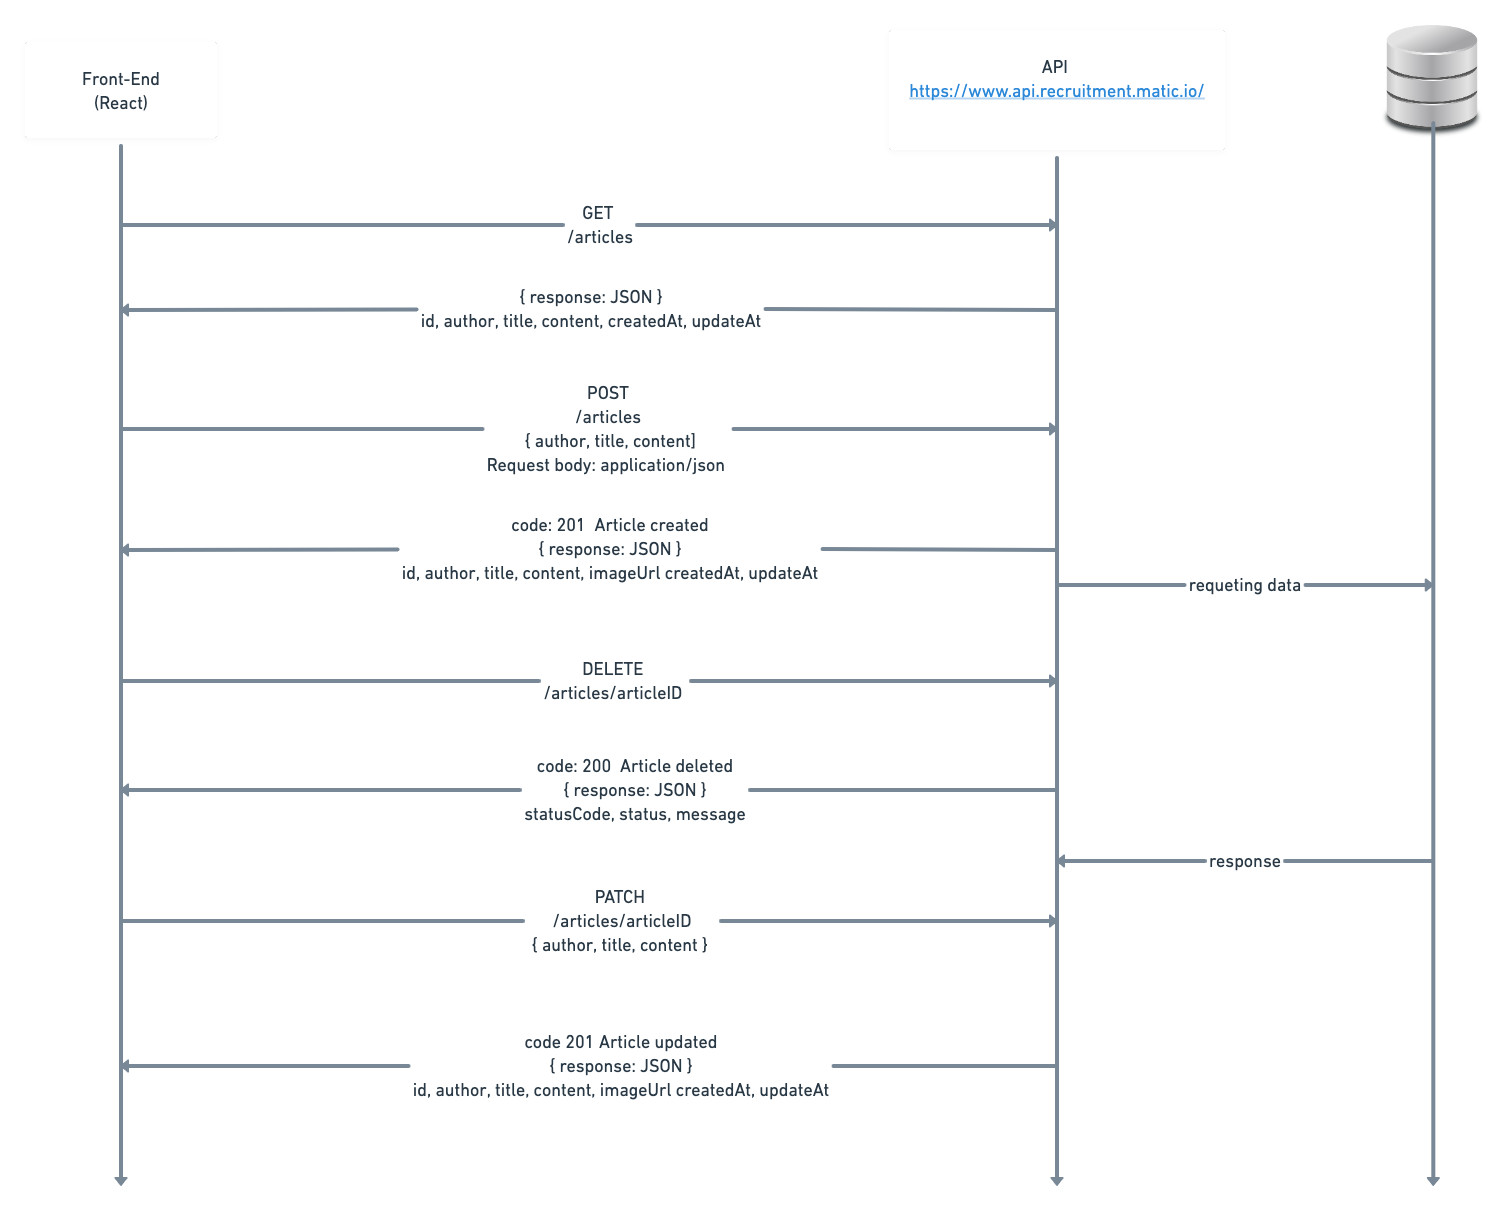 Front-End
(React)
API
https://www.api.recruitment.matic.io/
GET
/articles
{ response: JSON }
id, author, title, content, createdAt, updateAt
POST
/articles
{ author, title, content]
Request body: application/json
code: 201  Article created
{ response: JSON }
id, author, title, content, imageUrl createdAt, updateAt
requeting data
DELETE
/articles/articleID
code: 200  Article deleted
{ response: JSON }
statusCode, status, message
response
PATCH
/articles/articleID
{ author, title, content }
code 201 Article updated
{ response: JSON }
id, author, title, content, imageUrl createdAt, updateAt